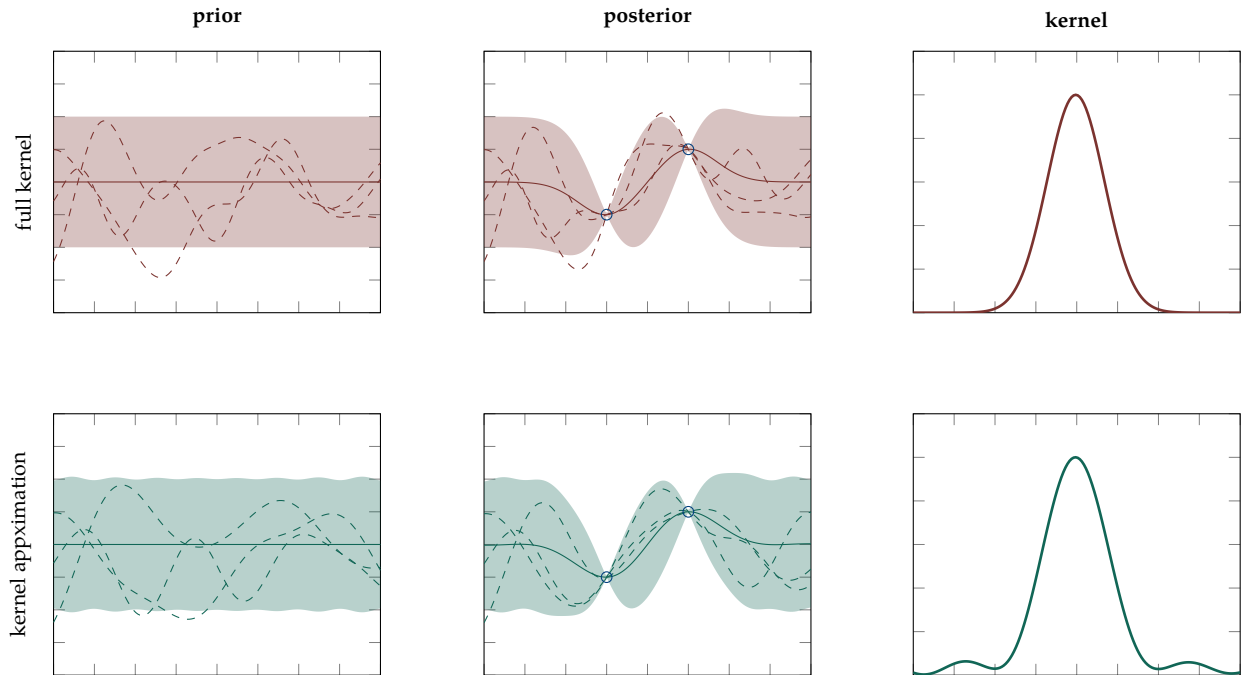 prior
posterior
kernel
full kernel
kernel appximation